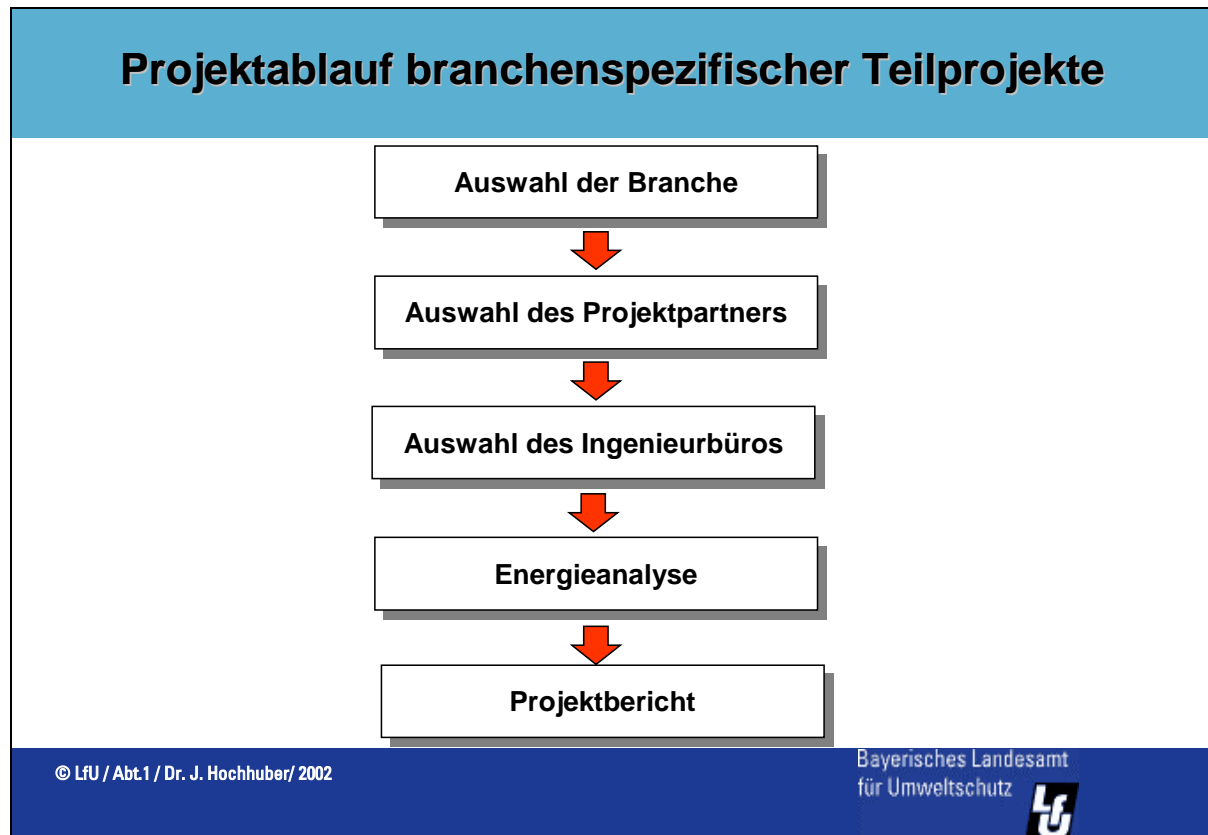 Projektablauf branchenspezifischer Teilprojekte
Auswahl der Branche
Auswahl des Projektpartners
Auswahl des Ingenieurbüros
Energieanalyse
Projektbericht
© LfU / Abt.1 / Dr. J. Hochhuber/ 2002
Bayerisches Landesamt
für Umweltschutz
LfU